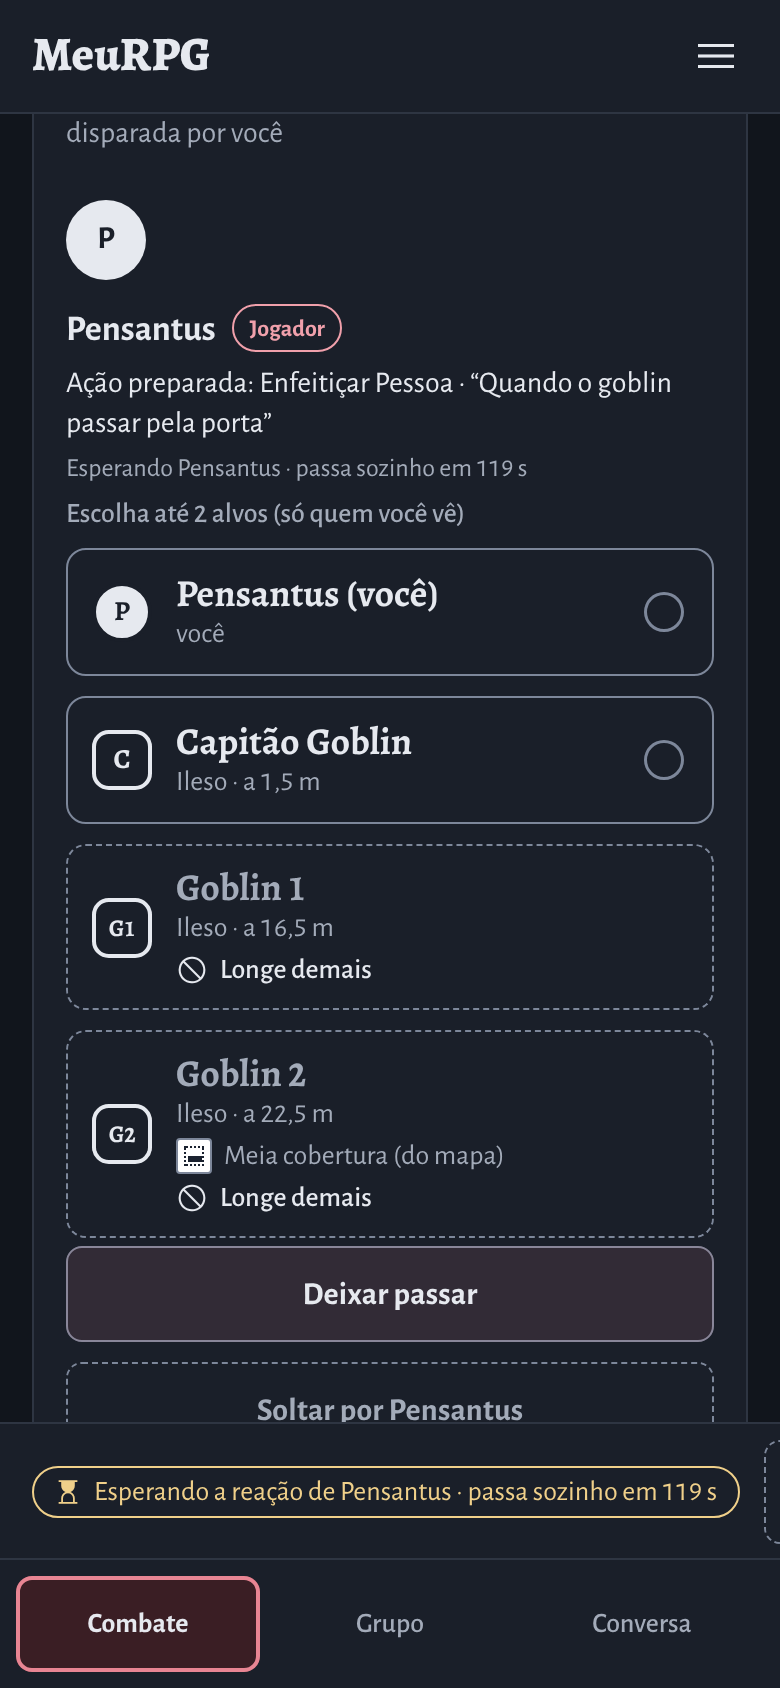 MeuRPG
disparada por você
P
Pensantus
Jogador
Ação preparada: Enfeitiçar Pessoa · “Quando o goblin
passar pela porta”
Esperando Pensantus · passa sozinho em 119 s
Escolha até 2 alvos (só quem você vê)
P
Pensantus (você)
você
C
Capitão Goblin
Ileso · a 1,5 m
G1
Goblin 1
Ileso · a 16,5 m
Longe demais
G2
Goblin 2
Ileso · a 22,5 m
Meia cobertura (do mapa)
Longe demais
Deixar passar
Soltar por Pensantus
Esperando a reação de Pensantus · passa sozinho em 119 s
Combate
Grupo
Conversa